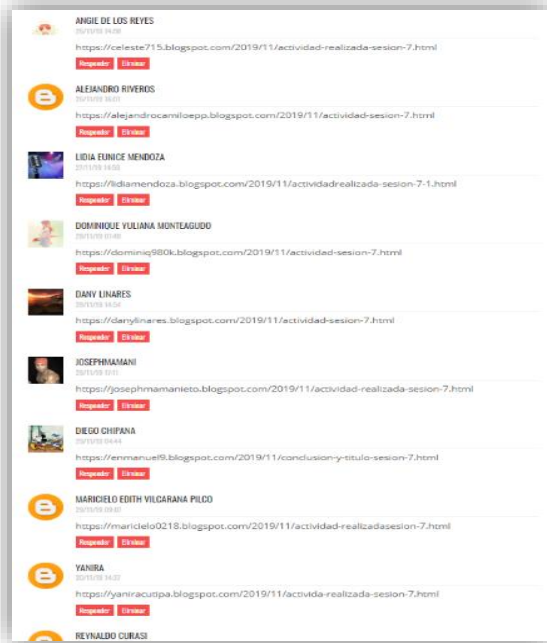 ANGIE DE LOS REYES
https://celeste715.blogspot.com/2019/11/actividad-realizada-sesion-7.html
Responder Eliminar
ALEJANDRO RIVEROS
https://alejandrocamiloepp.blogspot.com/2019/11/actividad-sesion-7.html
Responder Eliminar
LIDIA EUNICE MENDOZA
https://lidiamendoza.blogspot.com/2019/11/actividadrealizada-sesion-7-1.html
Responder Eliminar
DOMINIQUE YULIANA MONTEAGUDO
https://dominiq980k.blogspot.com/2019/11/actividad-sesion-7.html
Responder Eliminar
DANY LINARES
https://danylinares.blogspot.com/2019/11/actividad-sesion-7.html
Responder Eliminar
JOSEPHMAMANI
https://josephmamanieto.blogspot.com/2019/11/actividad-realizada-sesion-7.html
Responder Eliminar
DIEGO CHIPANA
https://enmanuel9.blogspot.com/2019/11/conclusion-y-titulo-sesion-7.html
Responder Eliminar
MARICIELO EDITH VILCARANA PILCO
https://maricielo0218.blogspot.com/2019/11/actividad-realizadasesion-7.html
Responder Eliminar
YANIRA
https://yaniracutipa.blogspot.com/2019/11/activida-realizada-sesion-7.html
Responder Eliminar
REYNALDO CURASI